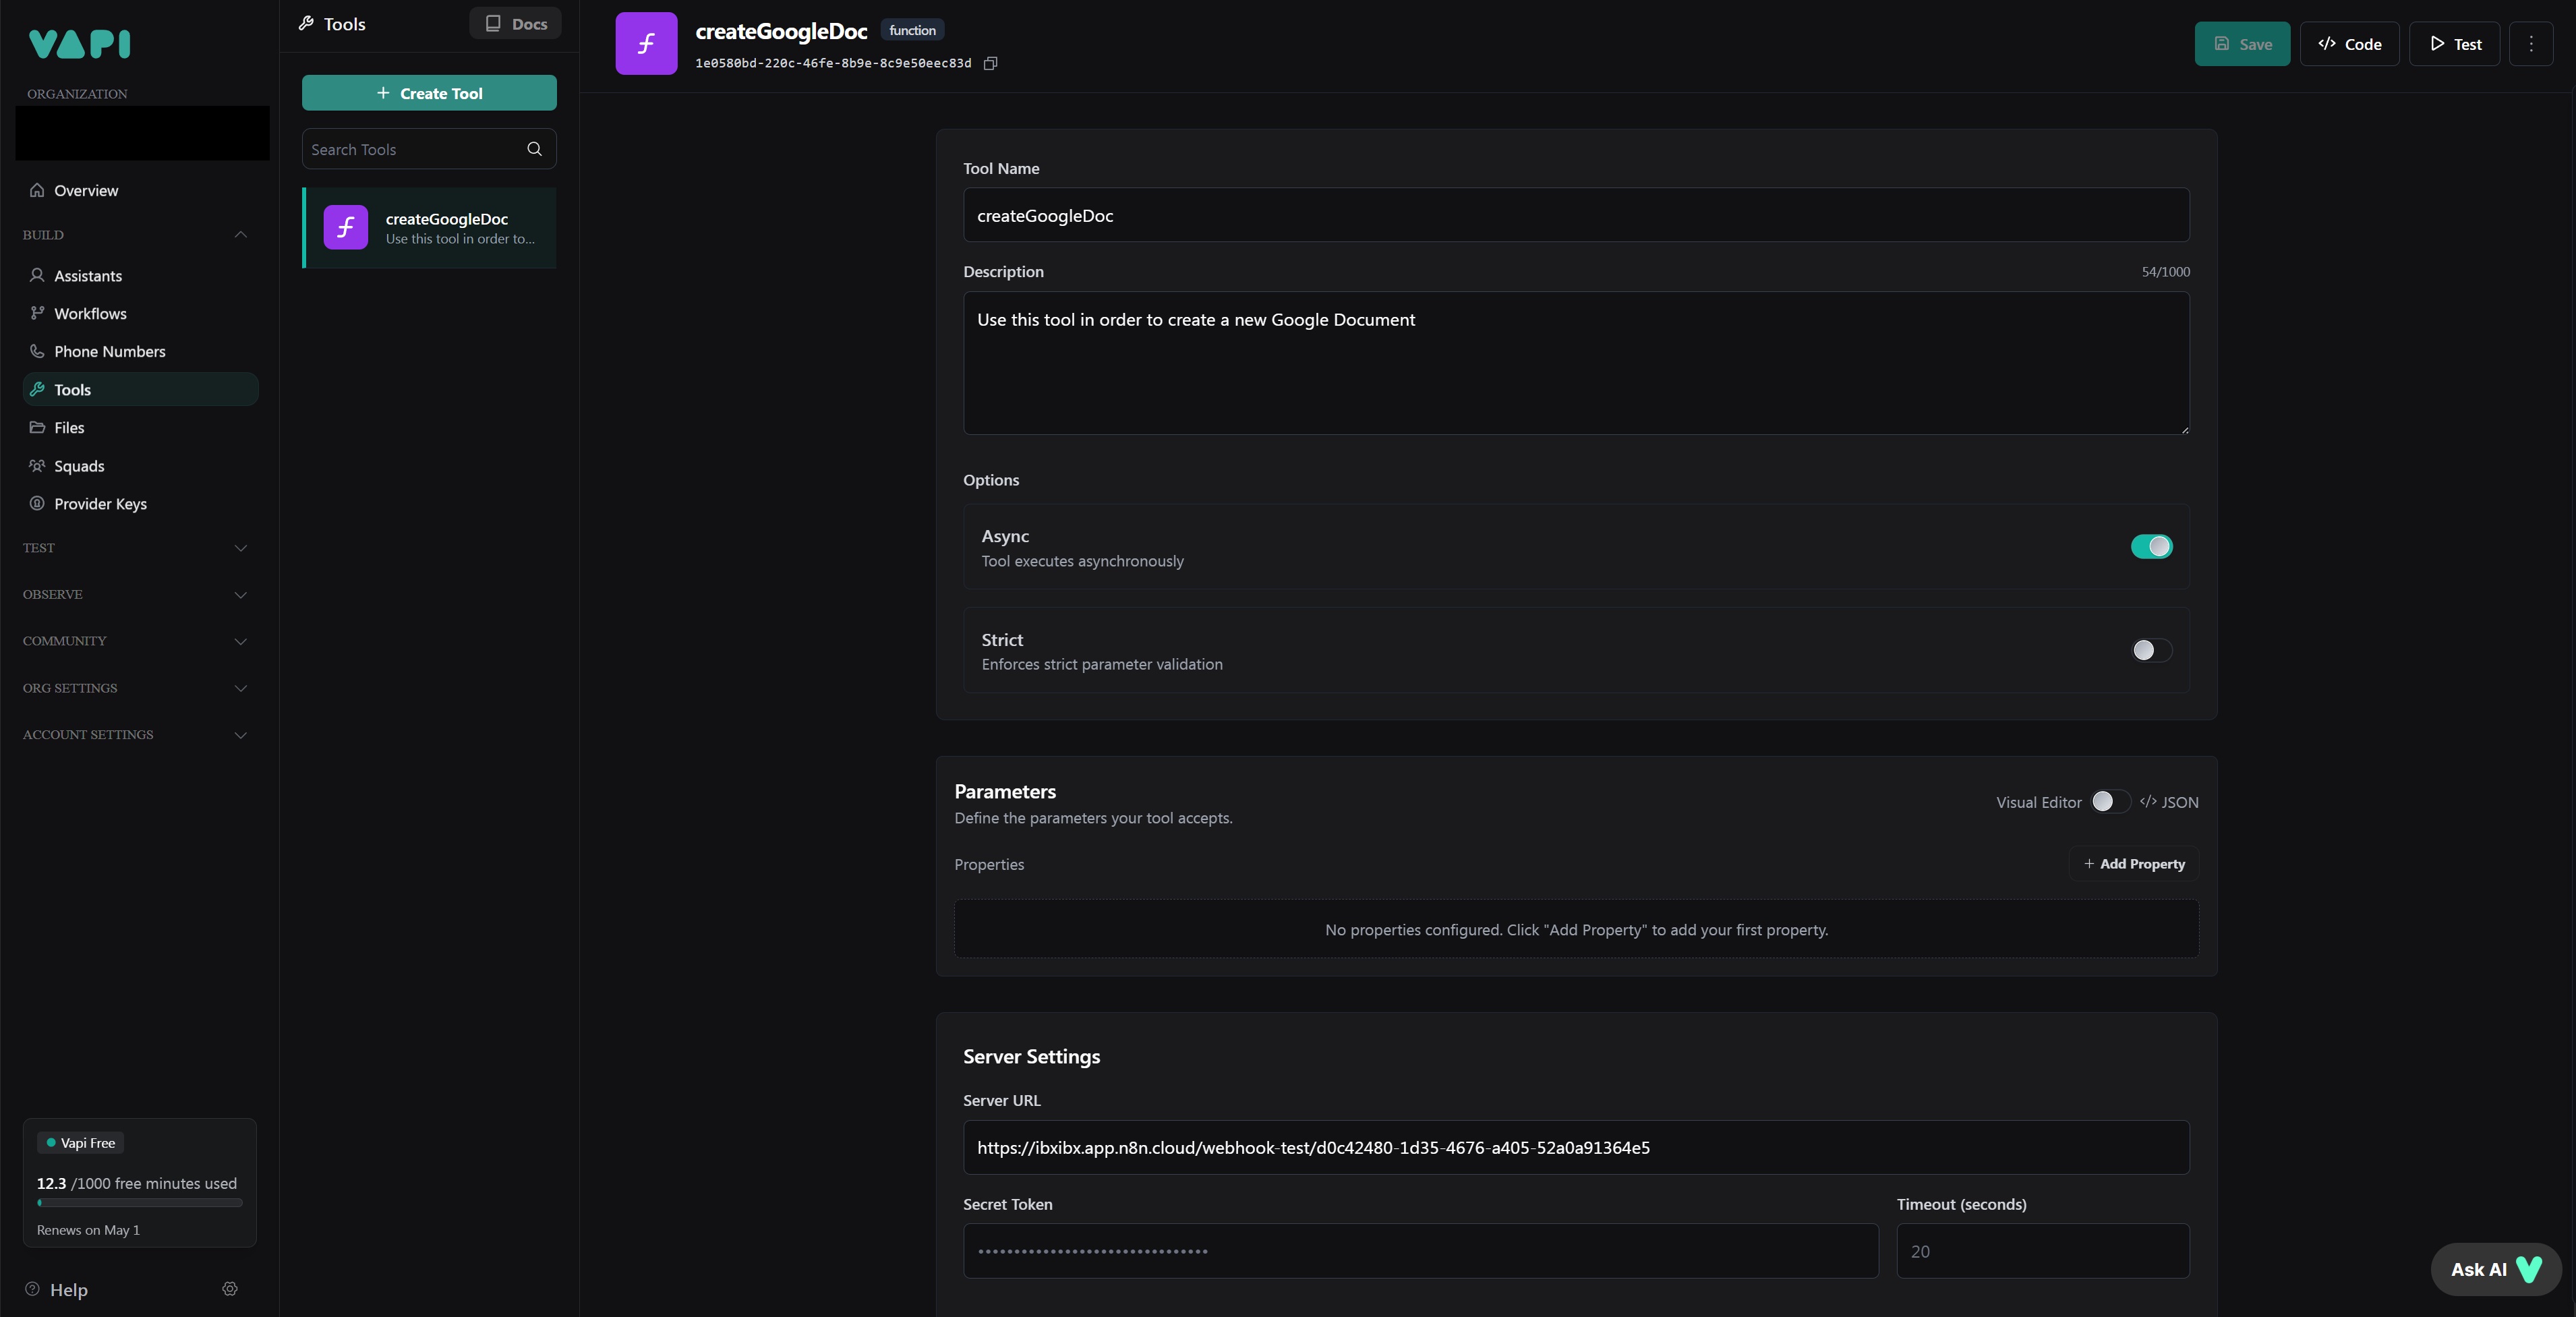 VAPI
ORGANIZATION
Overview
BUILD
Assistants
Workflows
Phone Numbers
Tools
Files
Squads
Provider Keys
TEST
OBSERVE
COMMUNITY
ORG SETTINGS
ACCOUNT SETTINGS
Vapi Free
12.3 /1000 free minutes used
Renews on May 1
Help
Tools
Docs
+ Create Tool
Search Tools
createGoogleDoc
Use this tool in order to...
createGoogleDoc function
1e0580bd-220c-46fe-8b9e-8c9e50eec83d
Save
</> Code
Test
Tool Name
createGoogleDoc
Description 54/1000
Use this tool in order to create a new Google Document
Options
Async
Tool executes asynchronously
Strict
Enforces strict parameter validation
Parameters
Define the parameters your tool accepts.
Visual Editor </> JSON
Properties
+ Add Property
No properties configured. Click "Add Property" to add your first property.
Server Settings
Server URL
https://ibxibx.app.n8n.cloud/webhook-test/d0c42480-1d35-4676-a405-52a0a91364e5
Secret Token
••••••••••••••••••••••••••••••••
Timeout (seconds)
20
Ask AI